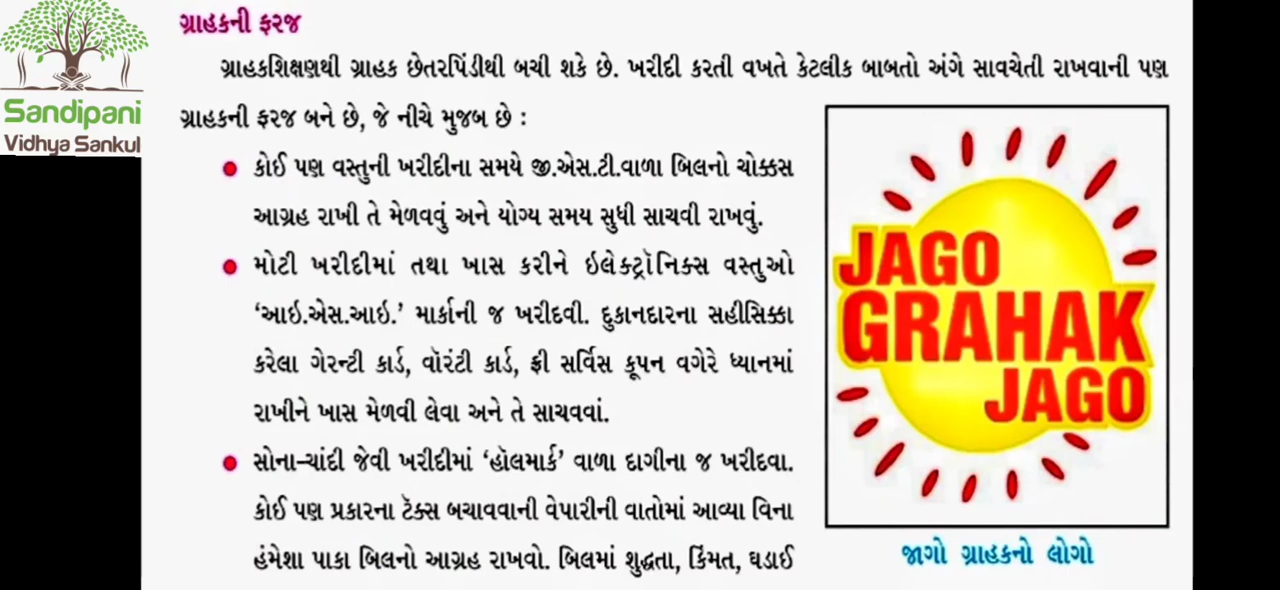 Sandipani
Vidhya Sankul
ગ્રાહકની ફરજ
ગ્રાહકશિક્ષણથી ગ્રાહક છેતરપિંડીથી બચી શકે છે. ખરીદી કરતી વખતે કેટલીક બાબતો અંગે સાવચેતી રાખવાની પણ
ગ્રાહકની ફરજ બને છે, જે નીચે મુજબ છે :
● કોઈ પણ વસ્તુની ખરીદીના સમયે જી.એસ.ટી.વાળા બિલનો ચોક્કસ
આગ્રહ રાખી તે મેળવવું અને યોગ્ય સમય સુધી સાચવી રાખવું.
● મોટી ખરીદીમાં તથા ખાસ કરીને ઇલેક્ટ્રૉનિક્સ વસ્તુઓ
‘આઇ.એસ.આઇ.’ માર્કાની જ ખરીદવી. દુકાનદારના સહીસિક્કા
કરેલા ગેરન્ટી કાર્ડ, વૉરંટી કાર્ડ, ફ્રી સર્વિસ કૂપન વગેરે ધ્યાનમાં
રાખીને ખાસ મેળવી લેવા અને તે સાચવવાં.
● સોના-ચાંદી જેવી ખરીદીમાં ‘હૉલમાર્ક’ વાળા દાગીના જ ખરીદવા.
કોઈ પણ પ્રકારના ટૅક્સ બચાવવાની વેપારીની વાતોમાં આવ્યા વિના
હંમેશા પાકા બિલનો આગ્રહ રાખવો. બિલમાં શુદ્ધતા, કિંમત, ઘડાઈ
JAGO
GRAHAK
JAGO
જાગો ગ્રાહકનો લોગો